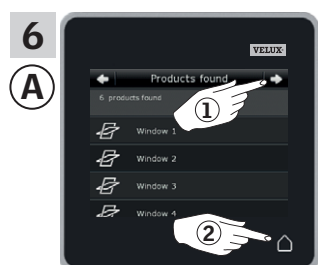 6
A
VELUX
Products found
6 products found
1
Window 1
Window 2
Window 3
Window 4
2